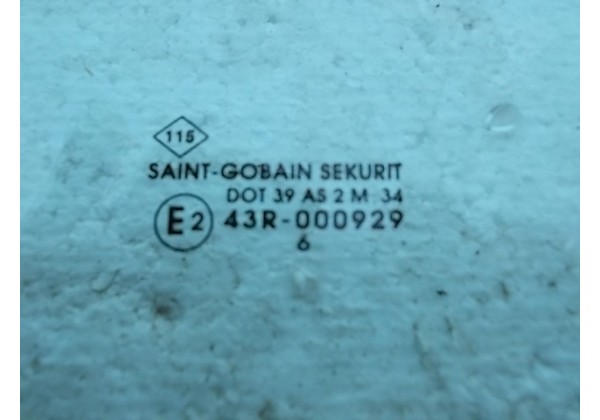 115
SAINT-GOBAIN SEKURIT
DOT 39 AS 2 M 34
E2 43R-000929
6